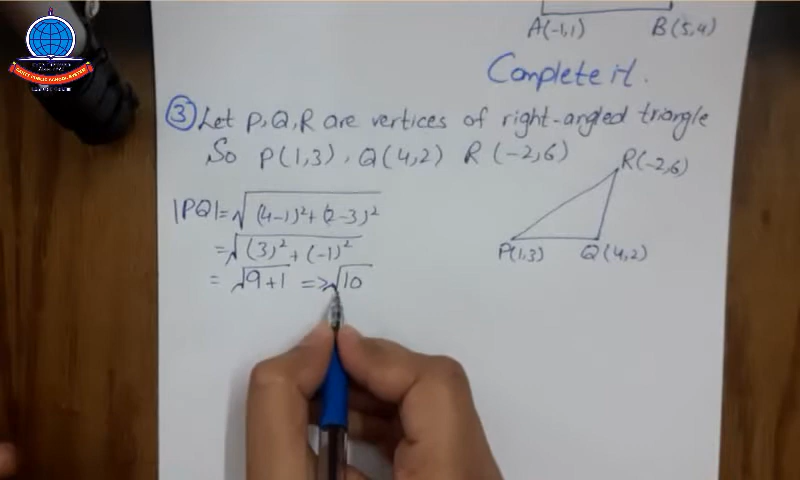 A(-1,1) B(5,4)
Complete it.
③ Let P,Q,R are vertices of right-angled triangle
So P(1,3), Q(4,2) R(-2,6)
R(-2,6)
|PQ|=√(4-1)²+(2-3)²
=√(3)²+(-1)²
P(1,3) Q(4,2)
= √9+1 => √10